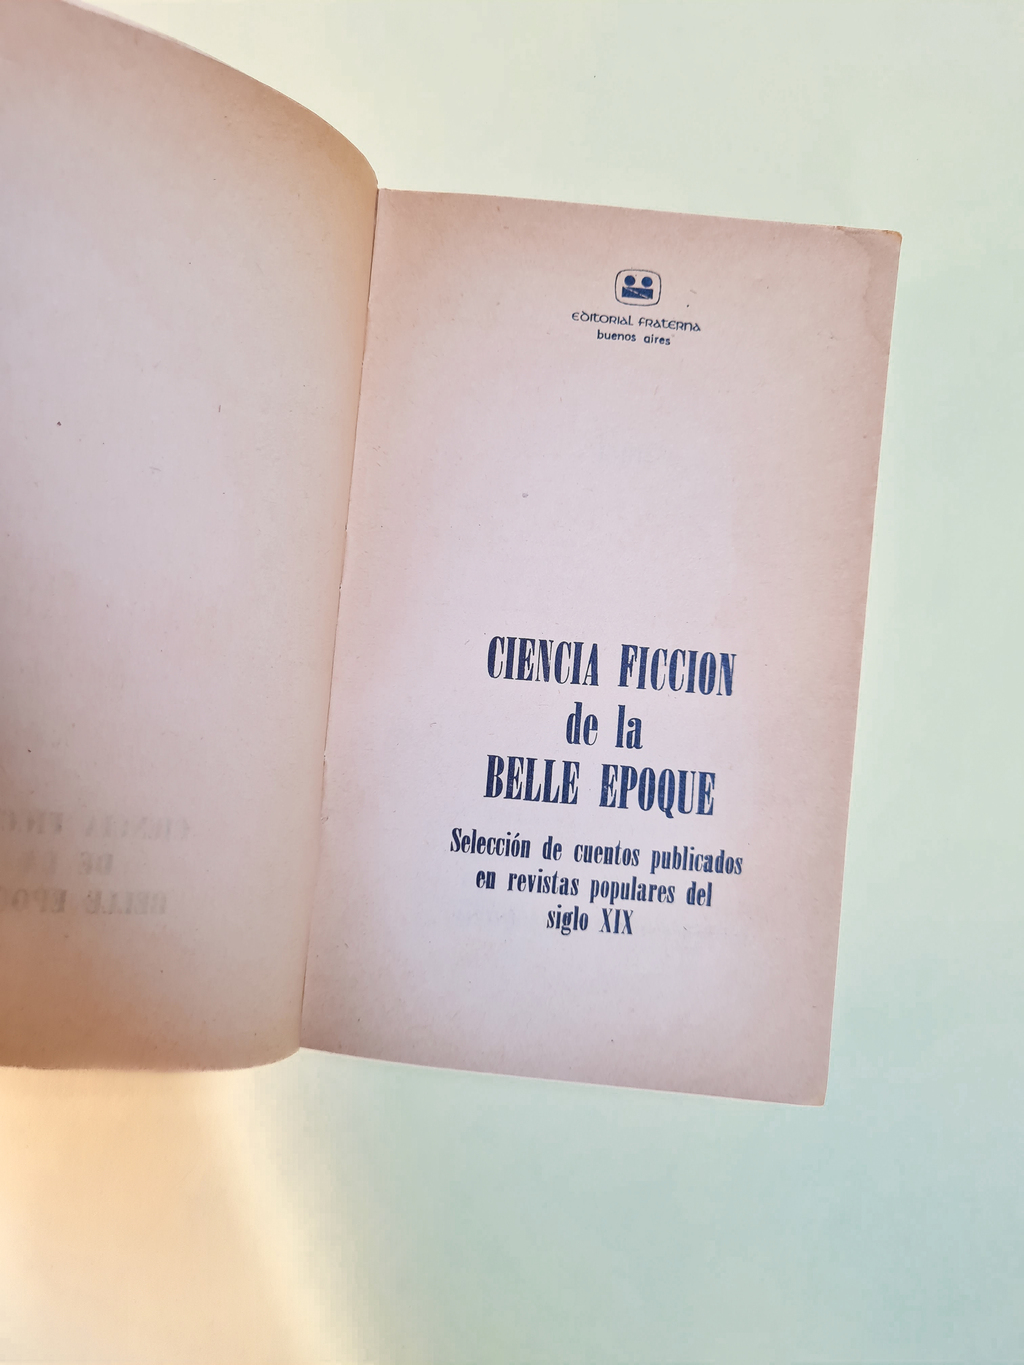 EDITORIAL FRATERNA
buenos aires
CIENCIA FICCION
de la
BELLE EPOQUE
Selección de cuentos publicados
en revistas populares del
siglo XIX